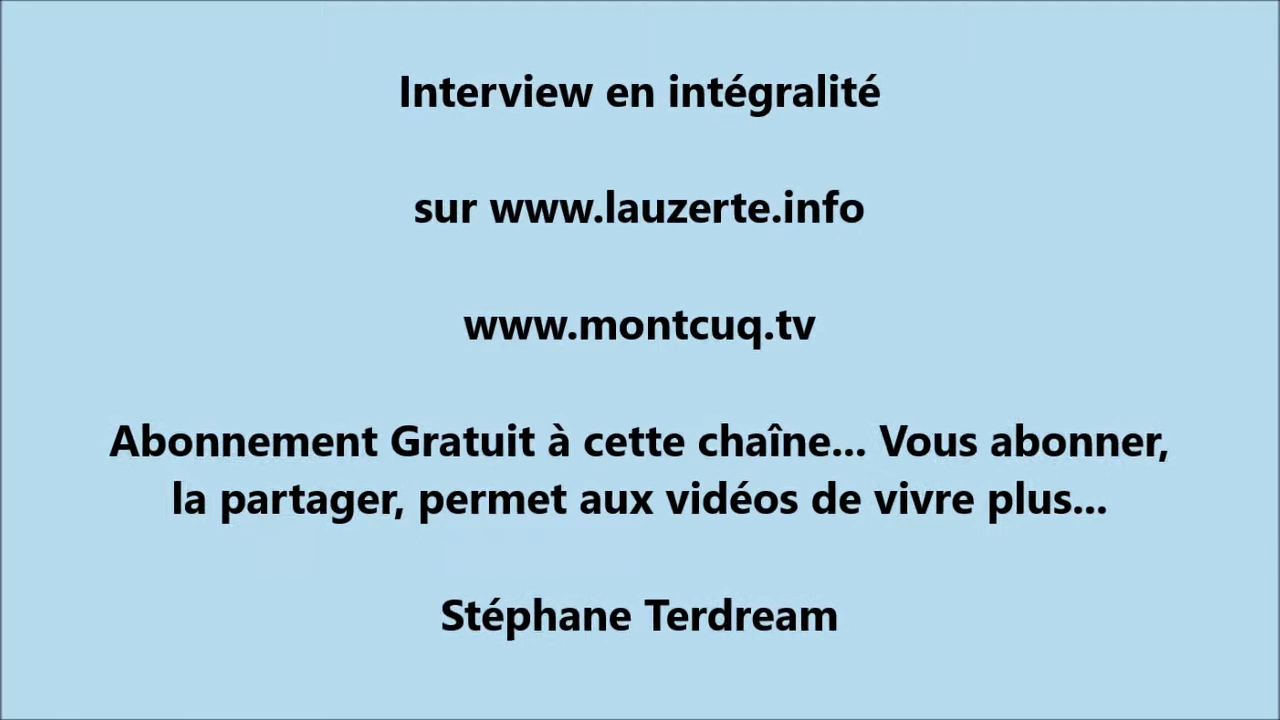 Interview en intégralité
sur www.lauzerte.info
www.montcuq.tv
Abonnement Gratuit à cette chaîne... Vous abonner,
la partager, permet aux vidéos de vivre plus...
Stéphane Terdream